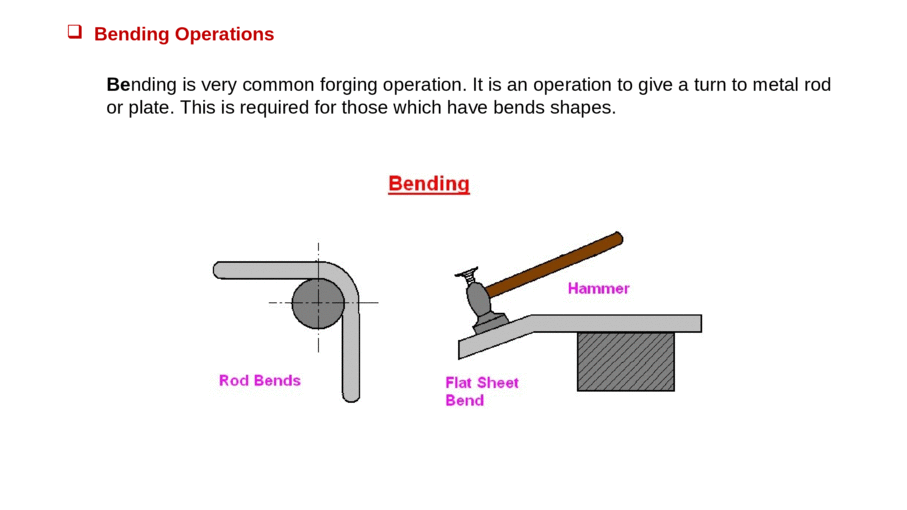 Bending Operations
Bending is very common forging operation. It is an operation to give a turn to metal rod
or plate. This is required for those which have bends shapes.
Bending
Hammer
Rod Bends
Flat Sheet
Bend